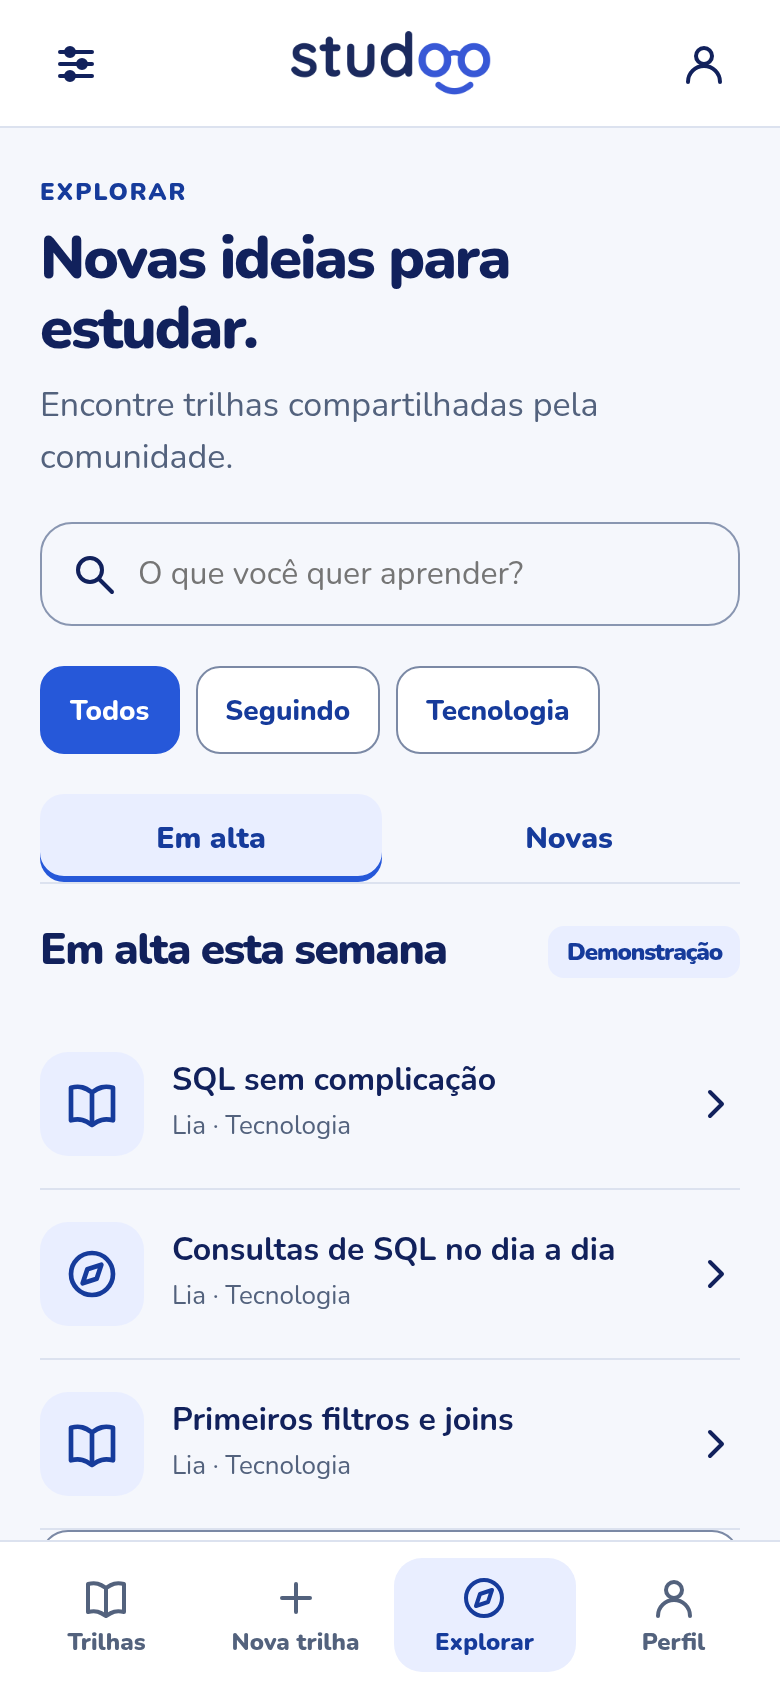 studoo
EXPLORAR
Novas ideias para
estudar.
Encontre trilhas compartilhadas pela
comunidade.
O que você quer aprender?
Todos
Seguindo
Tecnologia
Em alta
Novas
Em alta esta semana
Demonstração
SQL sem complicação
Lia · Tecnologia
Consultas de SQL no dia a dia
Lia · Tecnologia
Primeiros filtros e joins
Lia · Tecnologia
Trilhas
Nova trilha
Explorar
Perfil